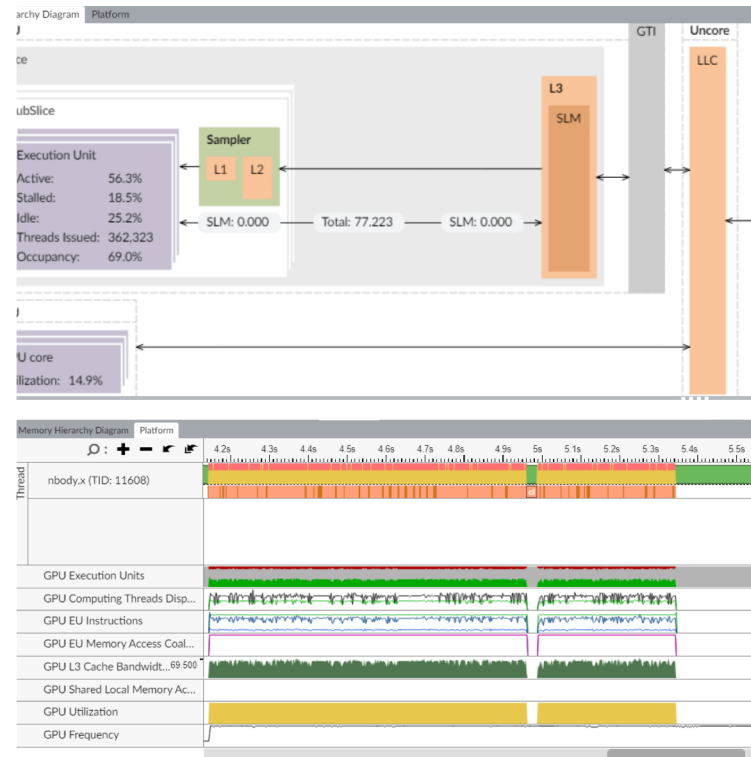 archy Diagram Platform
U
GTI
Uncore
ce
LLC
L3
SLM
ubSlice
Sampler
L1 L2
Execution Unit
Active: 56.3%
Stalled: 18.5%
Idle: 25.2%
Threads Issued: 362,323
Occupancy: 69.0%
SLM: 0.000 Total: 77.223 SLM: 0.000
U
PU core
ilization: 14.9%
Memory Hierarchy Diagram Platform
4.2s 4.3s 4.4s 4.5s 4.6s 4.7s 4.8s 4.9s 5s 5.1s 5.2s 5.3s 5.4s 5.5s
Thread
nbody.x (TID: 11608)
GPU Execution Units
GPU Computing Threads Disp...
GPU EU Instructions
GPU EU Memory Access Coal...
GPU L3 Cache Bandwidt... 69.500
GPU Shared Local Memory Ac...
GPU Utilization
GPU Frequency